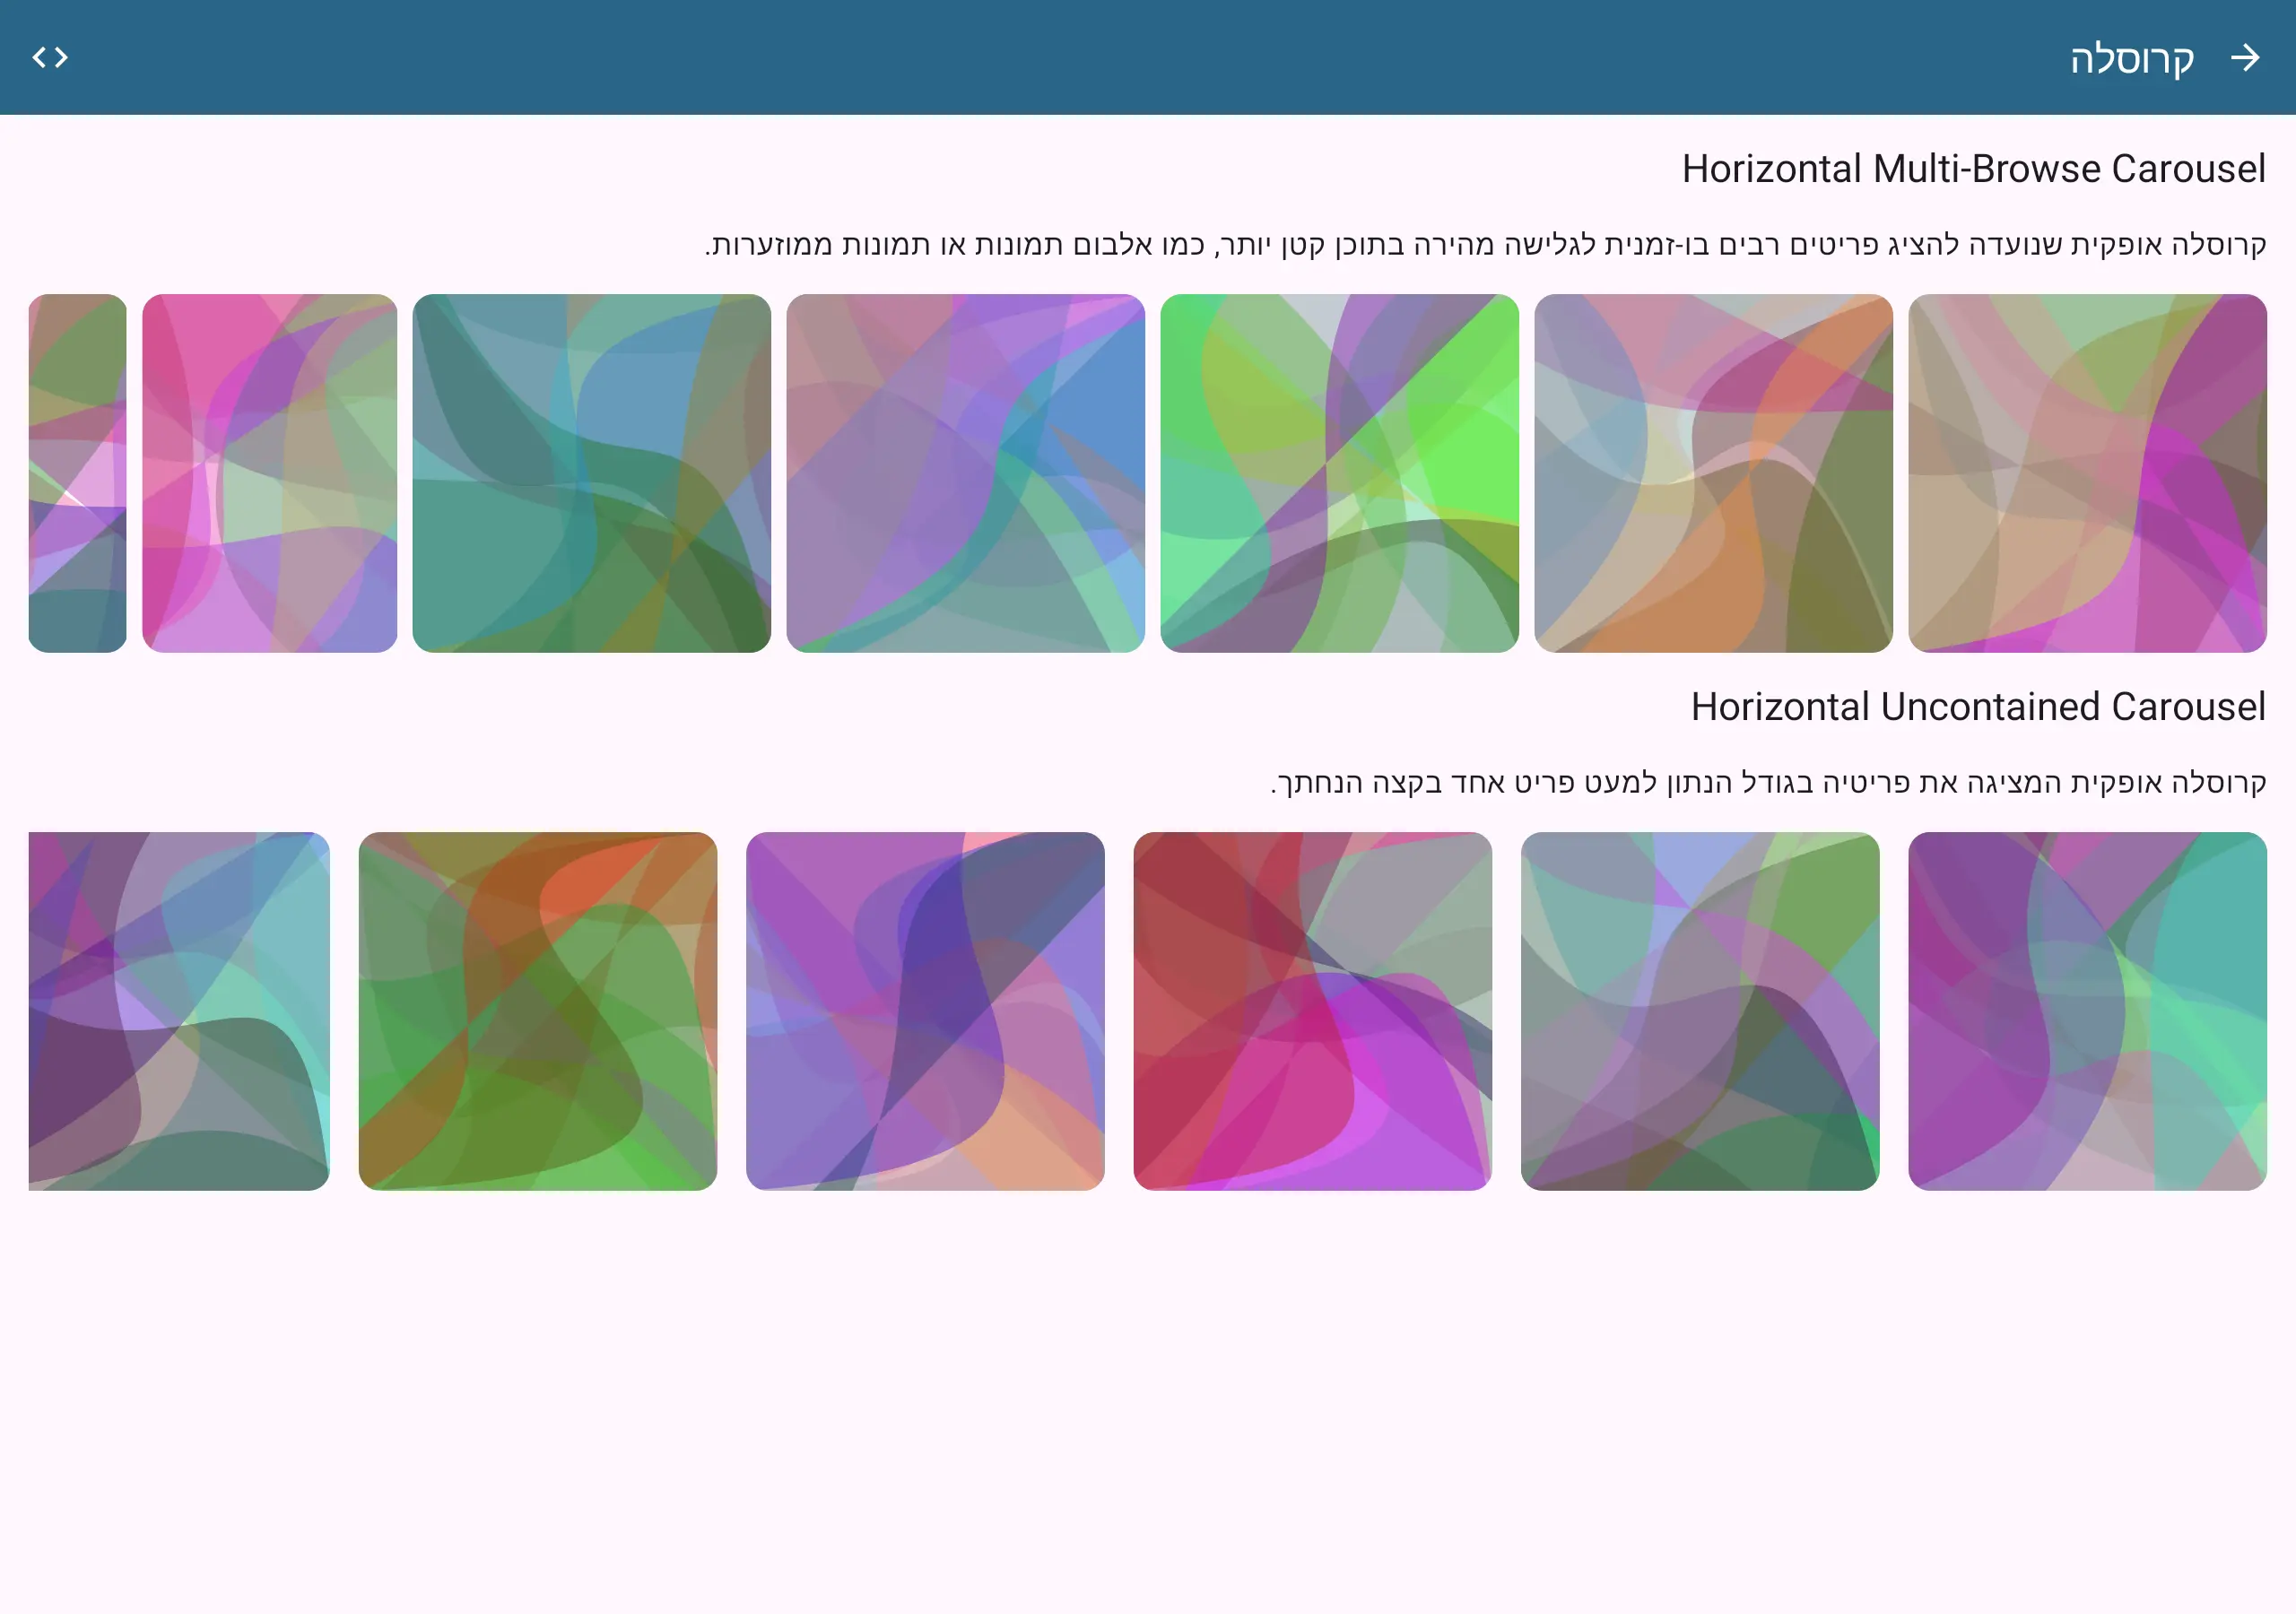 קרוסלה
Horizontal Multi-Browse Carousel
קרוסלה אופקית שנועדה להציג פריטים רבים בו-זמנית לגלישה מהירה בתוכן קטן יותר, כמו אלבום תמונות או תמונות ממוזערות.
Horizontal Uncontained Carousel
קרוסלה אופקית המציגה את פריטיה בגודל הנתון למעט פריט אחד בקצה הנחתך.